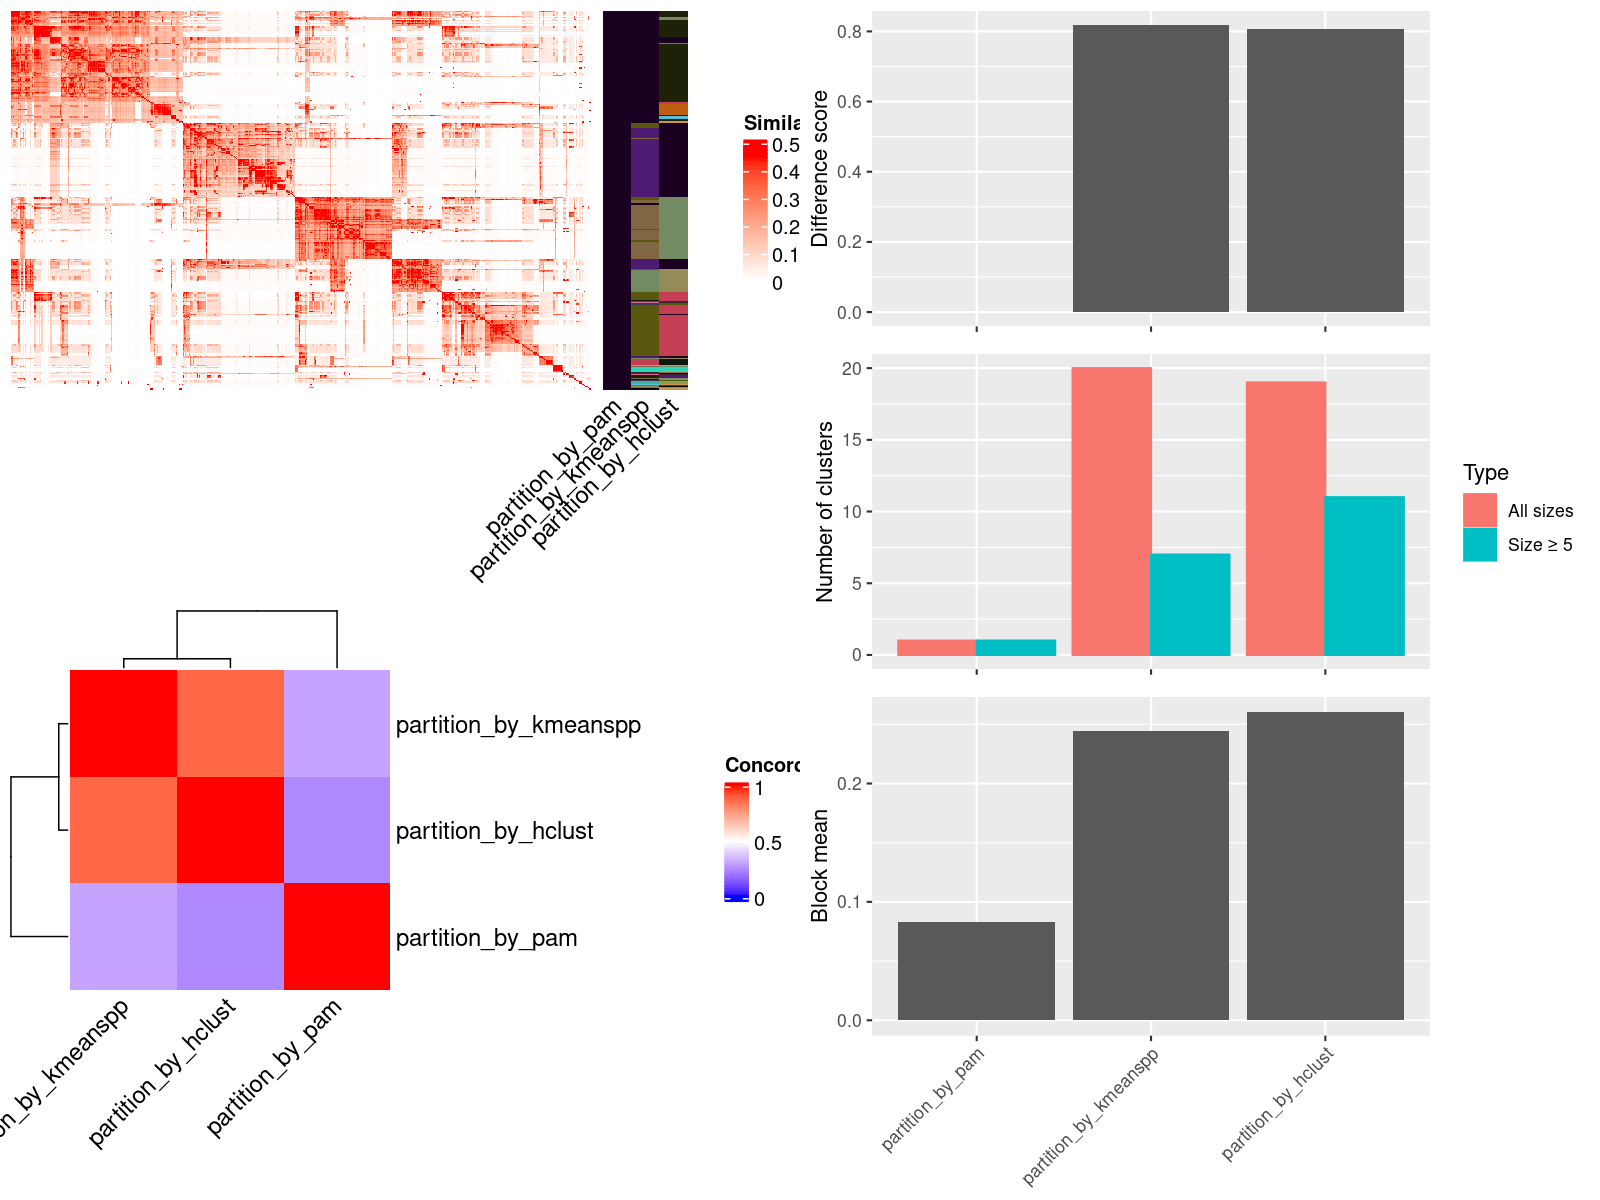 Simila
0.5
0.4
0.3
0.2
0.1
0
partition_by_pam
partition_by_kmeanspp
partition_by_hclust
Difference score
0.8
0.6
0.4
0.2
0.0
Number of clusters
20
15
10
5
0
Type
All sizes
Size ≥ 5
partition_by_kmeanspp
partition_by_hclust
partition_by_pam
on_by_kmeanspp
partition_by_hclust
partition_by_pam
Concord
1
0.5
0
Block mean
0.2
0.1
0.0
partition_by_pam
partition_by_kmeanspp
partition_by_hclust